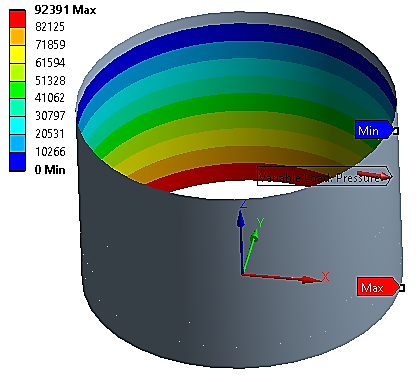 92391 Max
82125
71859
61594
51328
41062
30797
20531
10266
0 Min
Min
Variable Load: Pressure
Z
Y
X
Max